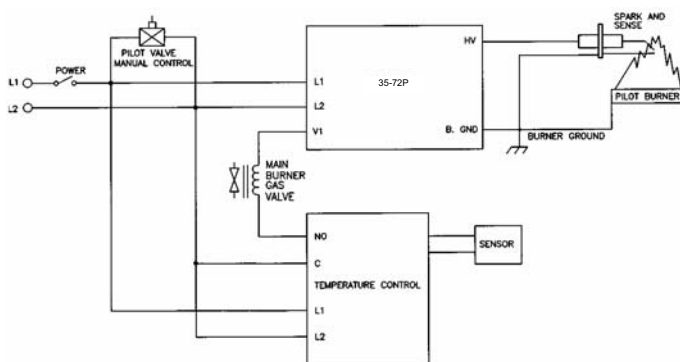 SPARK AND
SENSE
PILOT VALVE
MANUAL CONTROL
HV
POWER
L1
L1
35-72P
PILOT BURNER
L2
L2
V1
B. GND
BURNER GROUND
MAIN
BURNER
GAS
VALVE
NO
SENSOR
C
TEMPERATURE CONTROL
L1
L2